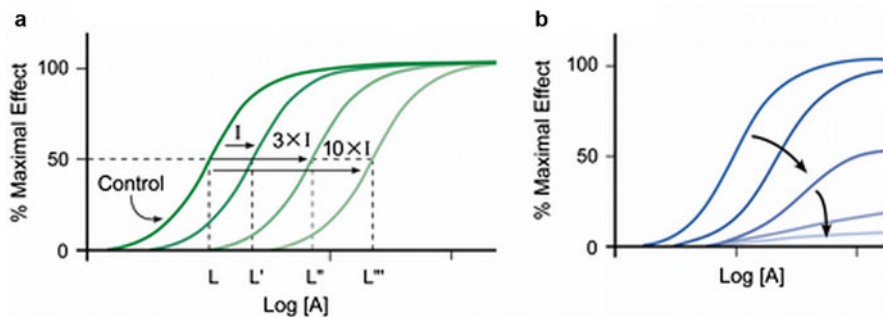 a
% Maximal Effect
100
50
0
Control
I
3×I
10×I
L
L'
L''
L'''
Log [A]
b
% Maximal Effect
100
50
0
Log [A]